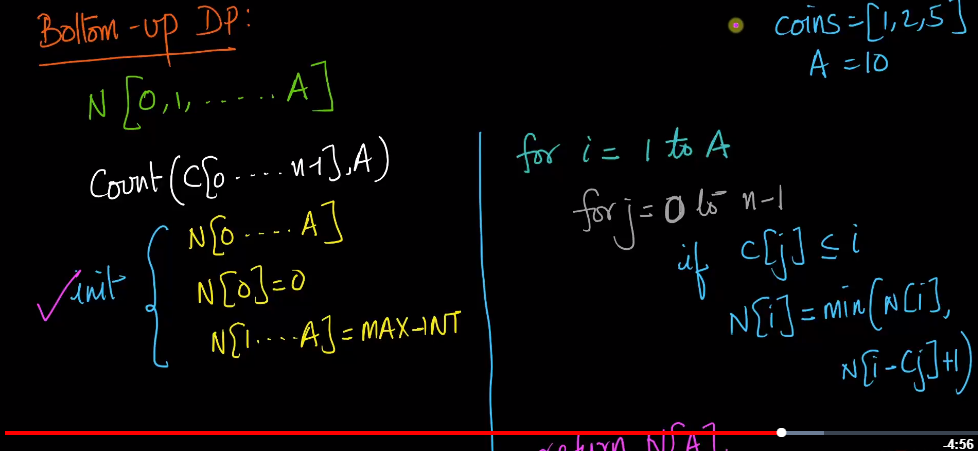 Bottom-up DP:
coins=[1,2,5]
A=10
N[0,1,......A]
Count(C[0....n-1],A)
init
N[0....A]
N[0]=0
N[1....A]=MAX-INT
for i=1 to A
for j=0 to n-1
if C[j]≤i
N[i]=min(N[i],
N[i-Cj]+1)
return N[A].
-4:56